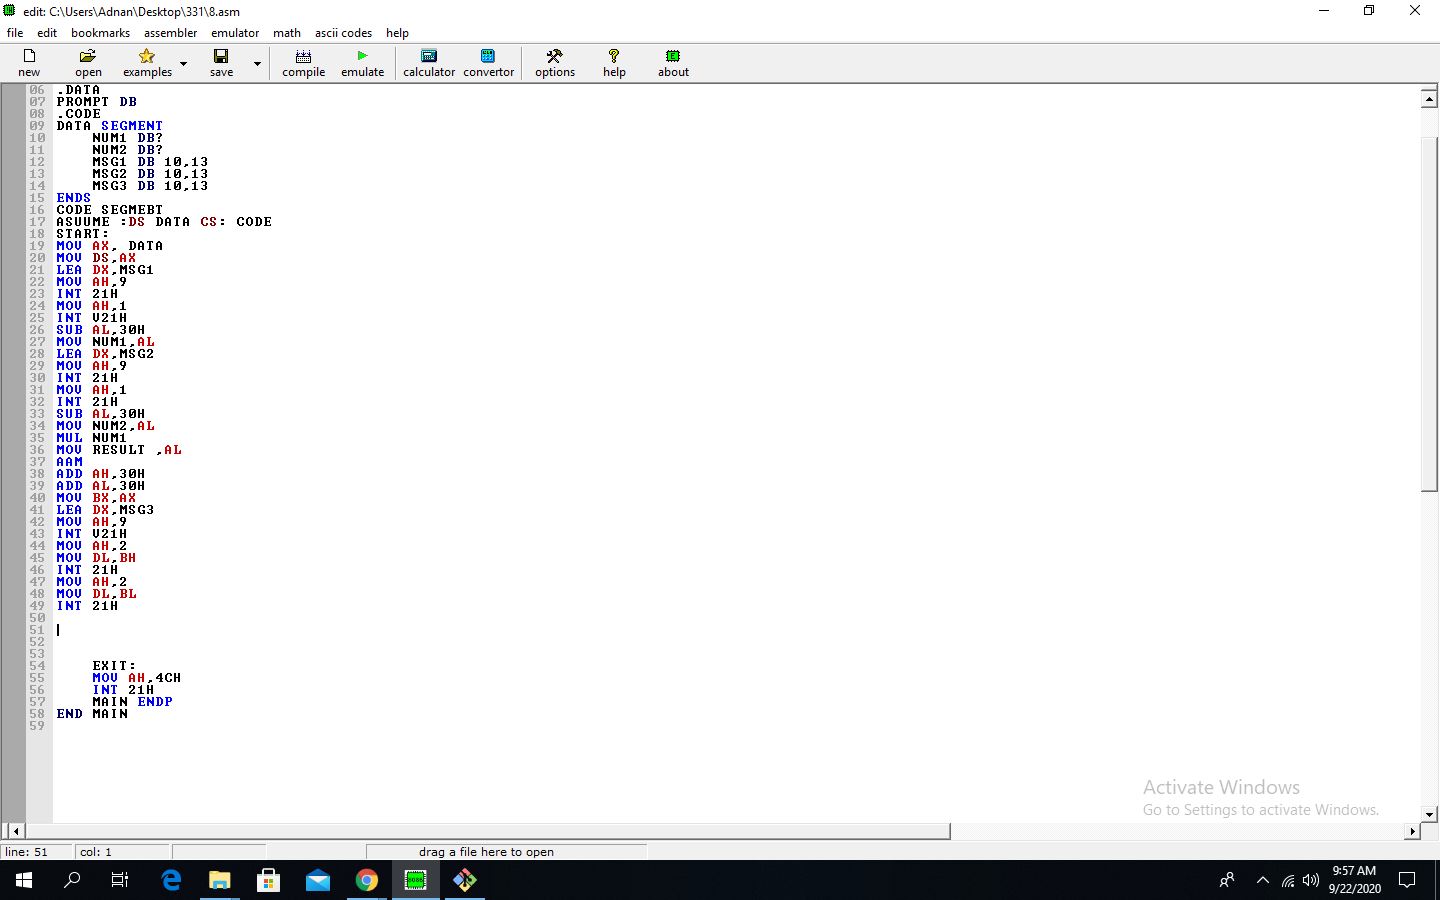 edit: C:\Users\Adnan\Desktop\331\8.asm
file edit bookmarks assembler emulator math ascii codes help
new open examples save compile emulate calculator convertor options help about
06 .DATA
07 PROMPT DB
08 .CODE
09 DATA SEGMENT
10 NUM1 DB?
11 NUM2 DB?
12 MSG1 DB 10,13
13 MSG2 DB 10,13
14 MSG3 DB 10,13
15 ENDS
16 CODE SEGMEBT
17 ASUUME :DS DATA CS: CODE
18 START:
19 MOV AX, DATA
20 MOV DS,AX
21 LEA DX,MSG1
22 MOV AH,9
23 INT 21H
24 MOV AH,1
25 INT V21H
26 SUB AL,30H
27 MOV NUM1,AL
28 LEA DX,MSG2
29 MOV AH,9
30 INT 21H
31 MOV AH,1
32 INT 21H
33 SUB AL,30H
34 MOV NUM2,AL
35 MUL NUM1
36 MOV RESULT ,AL
37 AAM
38 ADD AH,30H
39 ADD AL,30H
40 MOV BX,AX
41 LEA DX,MSG3
42 MOV AH,9
43 INT V21H
44 MOV AH,2
45 MOV DL,BH
46 INT 21H
47 MOV AH,2
48 MOV DL,BL
49 INT 21H
50
51
52
53
54 EXIT:
55 MOV AH,4CH
56 INT 21H
57 MAIN ENDP
58 END MAIN
59
Activate Windows
Go to Settings to activate Windows.
line: 51 col: 1 drag a file here to open
9:57 AM
9/22/2020